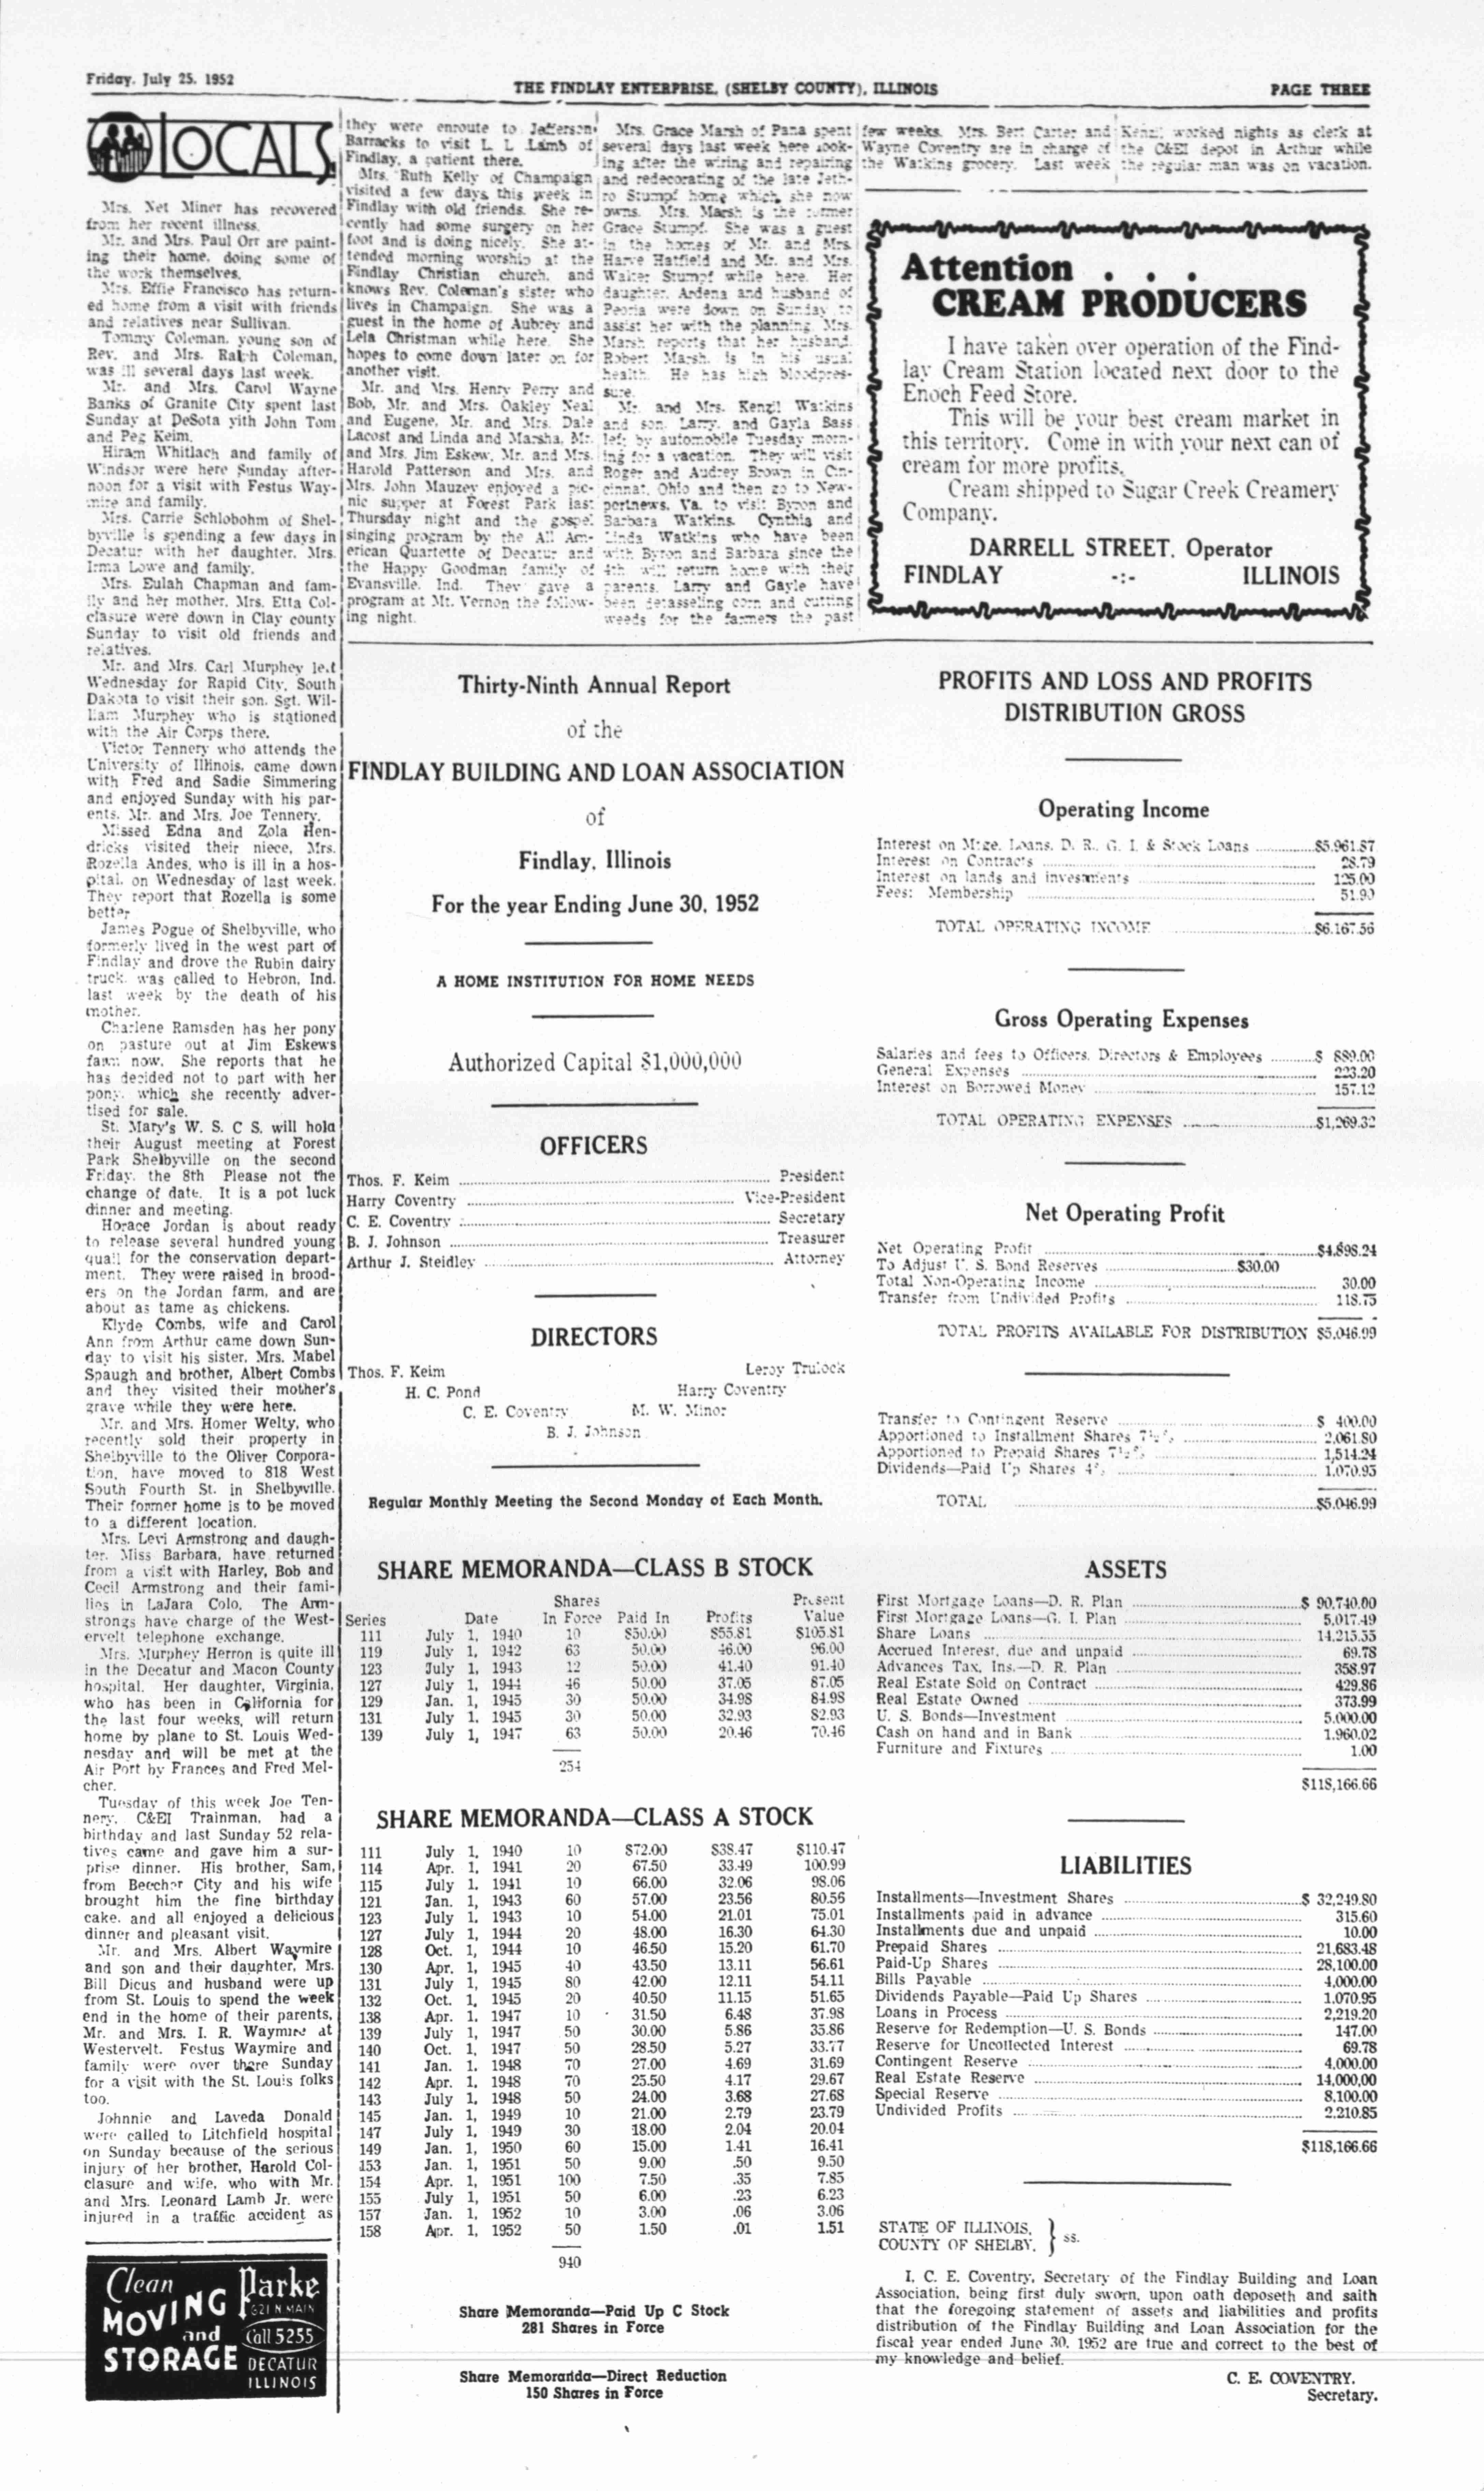 Friday, July 25, 1952
THE FINDLAY ENTERPRISE, (SHELBY COUNTY), ILLINOIS
PAGE THREE
LOCALS
Mrs. Net Miner has recovered
from her recent illness.
Mr. and Mrs. Paul Orr are paint-
ing their home, doing some of
the work themselves.
Mrs. Effie Francisco has return-
ed home from a visit with friends
and relatives near Sullivan.
Tommy Coleman, young son of
Rev. and Mrs. Ralph Coleman,
was ill several days last week.
Mr. and Mrs. Carol Wayne
Banks of Granite City spent last
Sunday at DeSota yith John Tom
and Peg Keim.
Hiram Whitlach and family of
Windsor were here Sunday after-
noon for a visit with Festus Way-
mire and family.
Mrs. Carrie Schlobohm of Shel-
byville is spending a few days in
Decatur with her daughter, Mrs.
Irma Lowe and family.
Mrs. Eulah Chapman and fam-
ily and her mother, Mrs. Etta Col-
clasure were down in Clay county
Sunday to visit old friends and
relatives.
Mr. and Mrs. Carl Murphey left
Wednesday for Rapid City, South
Dakota to visit their son, Sgt. Wil-
liam Murphey who is stationed
with the Air Corps there.
Victor Tennery who attends the
University of Illinois, came down
with Fred and Sadie Simmering
and enjoyed Sunday with his par-
ents, Mr. and Mrs. Joe Tennery.
Missed Edna and Zola Hen-
dricks visited their niece, Mrs.
Rozella Andes, who is ill in a hos-
pital, on Wednesday of last week.
They report that Rozella is some
better
James Pogue of Shelbyville, who
formerly lived in the west part of
Findlay and drove the Rubin dairy
truck, was called to Hebron, Ind.
last week by the death of his
mother.
Charlene Ramsden has her pony
on pasture out at Jim Eskews
farm now. She reports that he
has decided not to part with her
pony, which she recently adver-
tised for sale.
St. Mary's W. S. C S. will hold
their August meeting at Forest
Park Shelbyville on the second
Friday, the 8th Please not the
change of date. It is a pot luck
dinner and meeting.
Horace Jordan is about ready
to release several hundred young
quail for the conservation depart-
ment. They were raised in brood-
ers on the Jordan farm, and are
about as tame as chickens.
Klyde Combs, wife and Carol
Ann from Arthur came down Sun-
day to visit his sister, Mrs. Mabel
Spaugh and brother, Albert Combs
and they visited their mother's
grave while they were here.
Mr. and Mrs. Homer Welty, who
recently sold their property in
Shelbyville to the Oliver Corpora-
tion, have moved to 818 West
South Fourth St. in Shelbyville.
Their former home is to be moved
to a different location.
Mrs. Levi Armstrong and daugh-
ter, Miss Barbara, have returned
from a visit with Harley, Bob and
Cecil Armstrong and their fami-
lies in LaJara Colo. The Arm-
strongs have charge of the West-
ervelt telephone exchange.
Mrs. Murphey Herron is quite ill
in the Decatur and Macon County
hospital. Her daughter, Virginia,
who has been in California for
the last four weeks, will return
home by plane to St. Louis Wed-
nesday and will be met at the
Air Port by Frances and Fred Mel-
cher.
Tuesday of this week Joe Ten-
nery, C&EI Trainman, had a
birthday and last Sunday 52 rela-
tives came and gave him a sur-
prise dinner. His brother, Sam,
from Beecher City and his wife
brought him the fine birthday
cake, and all enjoyed a delicious
dinner and pleasant visit.
Mr. and Mrs. Albert Waymire
and son and their daughter, Mrs.
Bill Dicus and husband were up
from St. Louis to spend the week
end in the home of their parents,
Mr. and Mrs. I. R. Waymire at
Westervelt. Festus Waymire and
family were over there Sunday
for a visit with the St. Louis folks
too.
Johnnie and Laveda Donald
were called to Litchfield hospital
on Sunday because of the serious
injury of her brother, Harold Col-
clasure and wife, who with Mr.
and Mrs. Leonard Lamb Jr. were
injured in a traffic accident as
Clean
MOVING
and
STORAGE
Parke
621 N. MAIN
Call 5255
DECATUR
ILLINOIS
they were enroute to Jefferson
Barracks to visit L. L. Lamb of
Findlay, a patient there.
Mrs. Ruth Kelly of Champaign
visited a few days this week in
Findlay with old friends. She re-
cently had some surgery on her
foot and is doing nicely. She at-
tended morning worship at the
Findlay Christian church, and
knows Rev. Coleman's sister who
lives in Champaign. She was a
guest in the home of Aubrey and
Lela Christman while here. She
hopes to come down later on for
another visit.
Mr. and Mrs. Henry Perry and
Bob, Mr. and Mrs. Oakley Neal
and Eugene, Mr. and Mrs. Dale
Lacost and Linda and Marsha, Mr.
and Mrs. Jim Eskew, Mr. and Mrs.
Harold Patterson and Mrs. and
Mrs. John Mauzey enjoyed a pic-
nic supper at Forest Park last
Thursday night and the gospel
singing program by the All Am-
erican Quartette of Decatur and
the Happy Goodman family of
Evansville, Ind. They gave a
program at Mt. Vernon the follow-
ing night.
Mrs. Grace Marsh of Pana spent
several days last week here look-
ing after the wiring and repairing
and redecorating of the late Jeth-
ro Stumpf home which she now
owns. Mrs. Marsh is the former
Grace Stumpf. She was a guest
in the homes of Mr. and Mrs.
Harve Hatfield and Mr. and Mrs.
Walter Stumpf while here. Her
daughter, Ardena and husband of
Peoria were down on Sunday to
assist her with the planning. Mrs.
Marsh reports that her husband,
Robert Marsh, is in his usual
health. He has high bloodpres-
sure.
Mr. and Mrs. Kenzil Watkins
and son, Larry, and Gayla Bass
left by automobile Tuesday morn-
ing for a vacation. They will visit
Roger and Audrey Brown in Cin-
cinnat, Ohio and then go to New-
portnews, Va. to visit Byron and
Barbara Watkins. Cynthia and
Linda Watkins who have been
with Byron and Barbara since the
4th will return home with their
parents. Larry and Gayle have
been detasseling corn and cutting
weeds for the farmers the past
few weeks. Mrs. Bert Carter and
Wayne Coventry are in charge of
the Watkins grocery. Last week
Kenzil worked nights as clerk at
the C&EI depot in Arthur while
the regular man was on vacation.
Attention . . .
CREAM PRODUCERS
I have taken over operation of the Find-
lay Cream Station located next door to the
Enoch Feed Store.
This will be your best cream market in
this territory. Come in with your next can of
cream for more profits.
Cream shipped to Sugar Creek Creamery
Company.
DARRELL STREET, Operator
FINDLAY -:- ILLINOIS
Thirty-Ninth Annual Report
of the
FINDLAY BUILDING AND LOAN ASSOCIATION
of
Findlay, Illinois
For the year Ending June 30, 1952
A HOME INSTITUTION FOR HOME NEEDS
Authorized Capital $1,000,000
OFFICERS
Thos. F. Keim President
Harry Coventry Vice-President
C. E. Coventry Secretary
B. J. Johnson Treasurer
Arthur J. Steidley Attorney
DIRECTORS
Thos. F. Keim Leroy Trulock
H. C. Pond Harry Coventry
C. E. Coventry M. W. Minor
B. J. Johnson
Regular Monthly Meeting the Second Monday of Each Month.
SHARE MEMORANDA—CLASS B STOCK
Shares Present
Series Date In Force Paid In Profits Value
111 July 1, 1940 10 $50.00 $55.81 $105.81
119 July 1, 1942 63 50.00 46.00 96.00
123 July 1, 1943 12 50.00 41.40 91.40
127 July 1, 1944 46 50.00 37.05 87.05
129 Jan. 1, 1945 30 50.00 34.98 84.98
131 July 1, 1945 30 50.00 32.93 82.93
139 July 1, 1947 63 50.00 20.46 70.46
254
SHARE MEMORANDA—CLASS A STOCK
111 July 1, 1940 10 $72.00 $38.47 $110.47
114 Apr. 1, 1941 20 67.50 33.49 100.99
115 July 1, 1941 10 66.00 32.06 98.06
121 Jan. 1, 1943 60 57.00 23.56 80.56
123 July 1, 1943 10 54.00 21.01 75.01
127 July 1, 1944 20 48.00 16.30 64.30
128 Oct. 1, 1944 10 46.50 15.20 61.70
130 Apr. 1, 1945 40 43.50 13.11 56.61
131 July 1, 1945 80 42.00 12.11 54.11
132 Oct. 1, 1945 20 40.50 11.15 51.65
138 Apr. 1, 1947 10 31.50 6.48 37.98
139 July 1, 1947 50 30.00 5.86 35.86
140 Oct. 1, 1947 50 28.50 5.27 33.77
141 Jan. 1, 1948 70 27.00 4.69 31.69
142 Apr. 1, 1948 70 25.50 4.17 29.67
143 July 1, 1948 50 24.00 3.68 27.68
145 Jan. 1, 1949 10 21.00 2.79 23.79
147 July 1, 1949 30 18.00 2.04 20.04
149 Jan. 1, 1950 60 15.00 1.41 16.41
153 Jan. 1, 1951 50 9.00 .50 9.50
154 Apr. 1, 1951 100 7.50 .35 7.85
155 July 1, 1951 50 6.00 .23 6.23
157 Jan. 1, 1952 10 3.00 .06 3.06
158 Apr. 1, 1952 50 1.50 .01 1.51
940
Share Memoranda—Paid Up C Stock
281 Shares in Force
Share Memoranda—Direct Reduction
150 Shares in Force
PROFITS AND LOSS AND PROFITS
DISTRIBUTION GROSS
Operating Income
Interest on Mtge. Loans, D. R., G. I. & Stock Loans $5,961.87
Interest on Contracts 28.79
Interest on lands and investments 125.00
Fees: Membership 51.90
TOTAL OPERATING INCOME $6,167.56
Gross Operating Expenses
Salaries and fees to Officers, Directors & Employees $ 889.00
General Expenses 223.20
Interest on Borrowed Money 157.12
TOTAL OPERATING EXPENSES $1,269.32
Net Operating Profit
Net Operating Profit $4,898.24
To Adjust U. S. Bond Reserves $30.00
Total Non-Operating Income 30.00
Transfer from Undivided Profits 118.75
TOTAL PROFITS AVAILABLE FOR DISTRIBUTION $5,046.99
Transfer to Contingent Reserve $ 400.00
Apportioned to Installment Shares 7½% 2,061.80
Apportioned to Prepaid Shares 7½% 1,514.24
Dividends—Paid Up Shares 4% 1,070.95
TOTAL $5,046.99
ASSETS
First Mortgage Loans—D. R. Plan $ 90,740.00
First Mortgage Loans—G. I. Plan 5,017.49
Share Loans 14,215.55
Accrued Interest, due and unpaid 69.78
Advances Tax, Ins.—D. R. Plan 358.97
Real Estate Sold on Contract 429.86
Real Estate Owned 373.99
U. S. Bonds—Investment 5,000.00
Cash on hand and in Bank 1,960.02
Furniture and Fixtures 1.00
$118,166.66
LIABILITIES
Installments—Investment Shares $ 32,249.80
Installments paid in advance 315.60
Installments due and unpaid 10.00
Prepaid Shares 21,683.48
Paid-Up Shares 28,100.00
Bills Payable 4,000.00
Dividends Payable—Paid Up Shares 1,070.95
Loans in Process 2,219.20
Reserve for Redemption—U. S. Bonds 147.00
Reserve for Uncollected Interest 69.78
Contingent Reserve 4,000.00
Real Estate Reserve 14,000.00
Special Reserve 8,100.00
Undivided Profits 2,210.85
$118,166.66
STATE OF ILLINOIS,
COUNTY OF SHELBY, } ss.
I, C. E. Coventry, Secretary of the Findlay Building and Loan
Association, being first duly sworn, upon oath deposeth and saith
that the foregoing statement of assets and liabilities and profits
distribution of the Findlay Building and Loan Association for the
fiscal year ended June 30, 1952 are true and correct to the best of
my knowledge and belief.
C. E. COVENTRY,
Secretary.